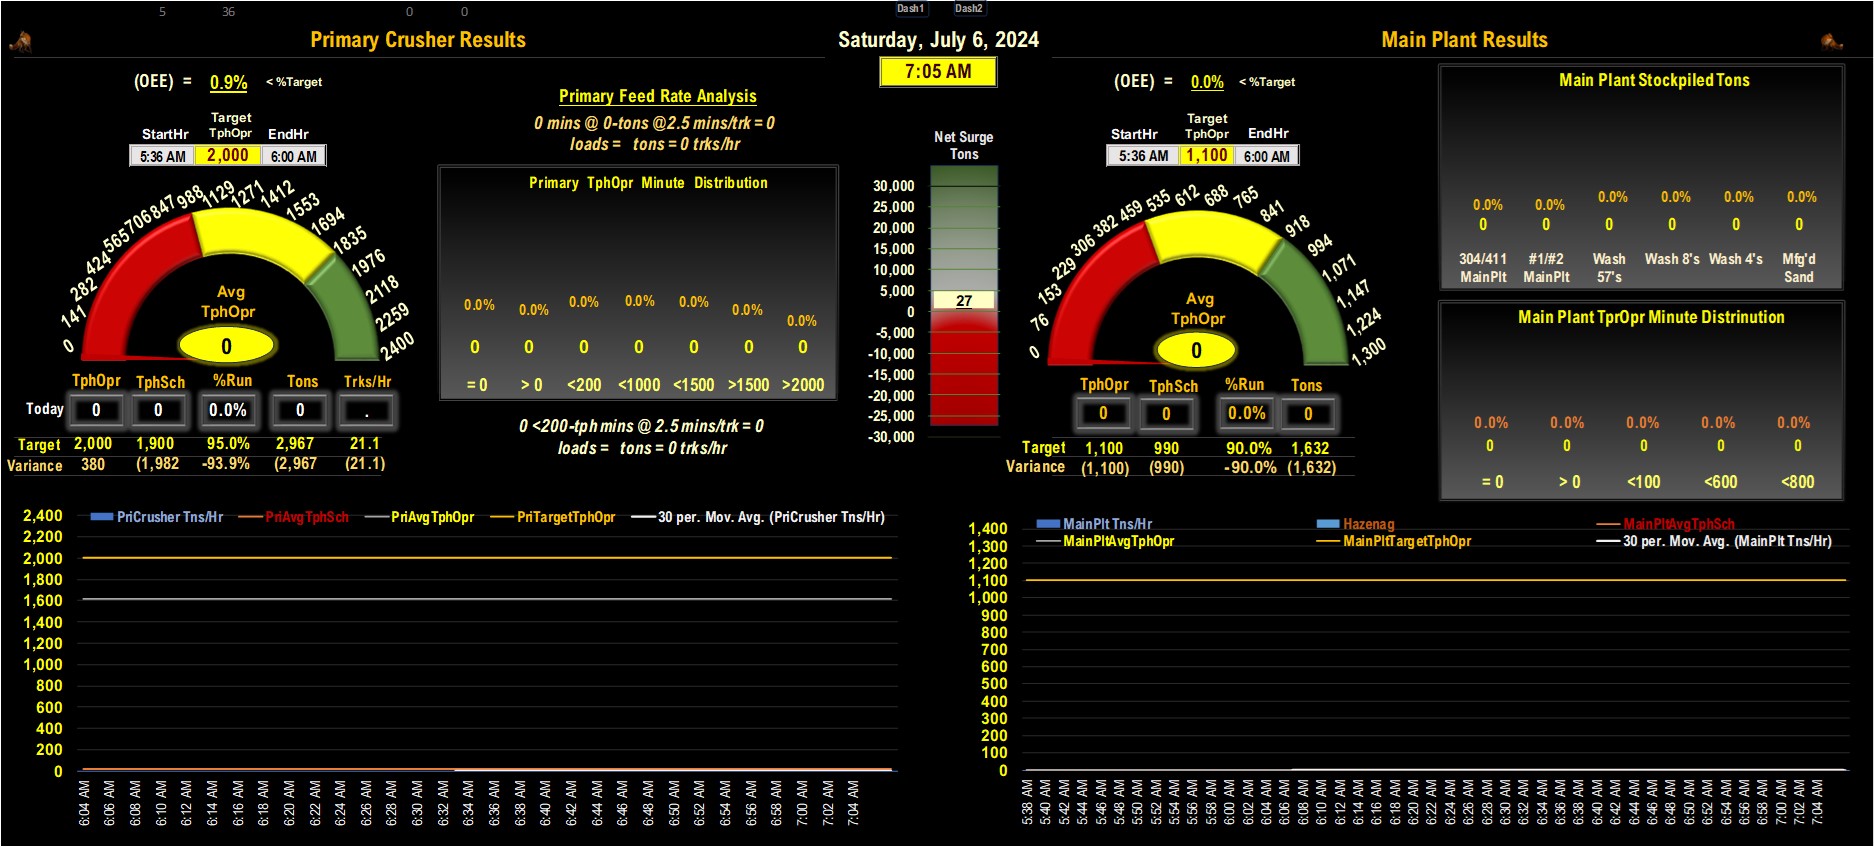 5 36 0 0 Dash1 Dash2
Primary Crusher Results
Saturday, July 6, 2024
Main Plant Results
7:05 AM
(OEE) = 0.9% < %Target
Target
StartHr TphOpr EndHr
5:36 AM 2,000 6:00 AM
0 141 282 424 565 706 847 988 1129 1271 1412 1553 1694 1835 1976 2118 2259 2400
Avg
TphOpr
0
TphOpr TphSch %Run Tons Trks/Hr
Today 0 0 0.0% 0 .
Target 2,000 1,900 95.0% 2,967 21.1
Variance 380 (1,982 -93.9% (2,967 (21.1)
Primary Feed Rate Analysis
0 mins @ 0-tons @2.5 mins/trk = 0
loads = tons = 0 trks/hr
Primary TphOpr Minute Distribution
0.0% 0.0% 0.0% 0.0% 0.0% 0.0% 0.0%
0 0 0 0 0 0 0
= 0 > 0 <200 <1000 <1500 >1500 >2000
0 <200-tph mins @ 2.5 mins/trk = 0
loads = tons = 0 trks/hr
Net Surge
Tons
30,000
25,000
20,000
15,000
10,000
5,000
27
0
-5,000
-10,000
-15,000
-20,000
-25,000
-30,000
(OEE) = 0.0% < %Target
Target
StartHr TphOpr EndHr
5:36 AM 1,100 6:00 AM
0 76 153 229 306 382 459 535 612 688 765 841 918 994 1,071 1,147 1,224 1,300
Avg
TphOpr
0
TphOpr TphSch %Run Tons
0 0 0.0% 0
Target 1,100 990 90.0% 1,632
Variance (1,100) (990) -90.0% (1,632)
Main Plant Stockpiled Tons
0.0% 0.0% 0.0% 0.0% 0.0% 0.0%
0 0 0 0 0 0
304/411 #1/#2 Wash Wash 8's Wash 4's Mfg'd
MainPlt MainPlt 57's Sand
Main Plant TprOpr Minute Distrinution
0.0% 0.0% 0.0% 0.0% 0.0%
0 0 0 0 0
= 0 > 0 <100 <600 <800
PriCrusher Tns/Hr PriAvgTphSch PriAvgTphOpr PriTargetTphOpr 30 per. Mov. Avg. (PriCrusher Tns/Hr)
2,400
2,200
2,000
1,800
1,600
1,400
1,200
1,000
800
600
400
200
0
6:04 AM 6:06 AM 6:08 AM 6:10 AM 6:12 AM 6:14 AM 6:16 AM 6:18 AM 6:20 AM 6:22 AM 6:24 AM 6:26 AM 6:28 AM 6:30 AM 6:32 AM 6:34 AM 6:36 AM 6:38 AM 6:40 AM 6:42 AM 6:44 AM 6:46 AM 6:48 AM 6:50 AM 6:52 AM 6:54 AM 6:56 AM 6:58 AM 7:00 AM 7:02 AM 7:04 AM
MainPlt Tns/Hr Hazenag MainPltAvgTphSch
MainPltAvgTphOpr MainPltTargetTphOpr 30 per. Mov. Avg. (MainPlt Tns/Hr)
1,400
1,300
1,200
1,100
1,000
900
800
700
600
500
400
300
200
100
0
5:38 AM 5:40 AM 5:42 AM 5:44 AM 5:46 AM 5:48 AM 5:50 AM 5:52 AM 5:54 AM 5:56 AM 5:58 AM 6:00 AM 6:02 AM 6:04 AM 6:06 AM 6:08 AM 6:10 AM 6:12 AM 6:14 AM 6:16 AM 6:18 AM 6:20 AM 6:22 AM 6:24 AM 6:26 AM 6:28 AM 6:30 AM 6:32 AM 6:34 AM 6:36 AM 6:38 AM 6:40 AM 6:42 AM 6:44 AM 6:46 AM 6:48 AM 6:50 AM 6:52 AM 6:54 AM 6:56 AM 6:58 AM 7:00 AM 7:02 AM 7:04 AM